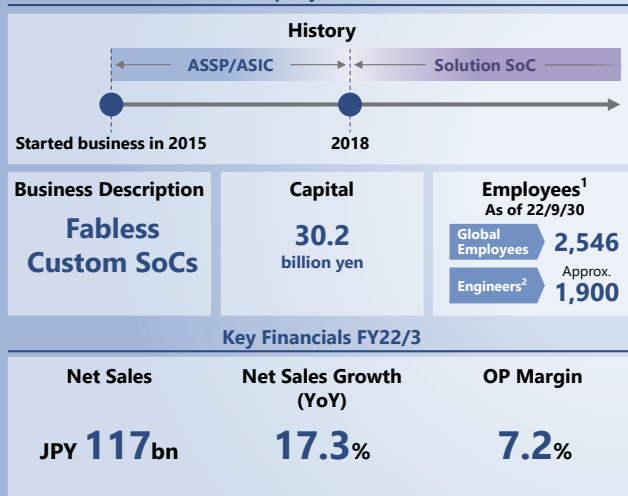 History
ASSP/ASIC
Solution SoC
Started business in 2015
2018
Business Description
Fabless
Custom SoCs
Capital
30.2
billion yen
Employees1
As of 22/9/30
Global
Employees
2,546
Engineers2
Approx.
1,900
Key Financials FY22/3
Net Sales
JPY 117bn
Net Sales Growth
(YoY)
17.3%
OP Margin
7.2%